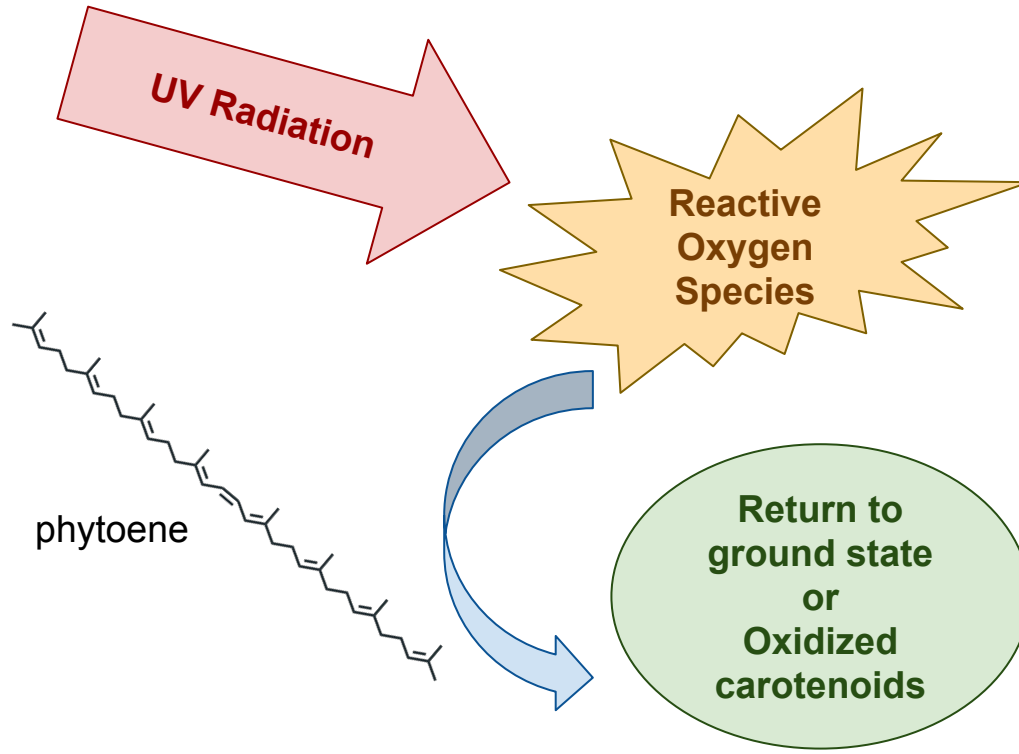 UV Radiation
Reactive
Oxygen
Species
phytoene
Return to
ground state
or
Oxidized
carotenoids